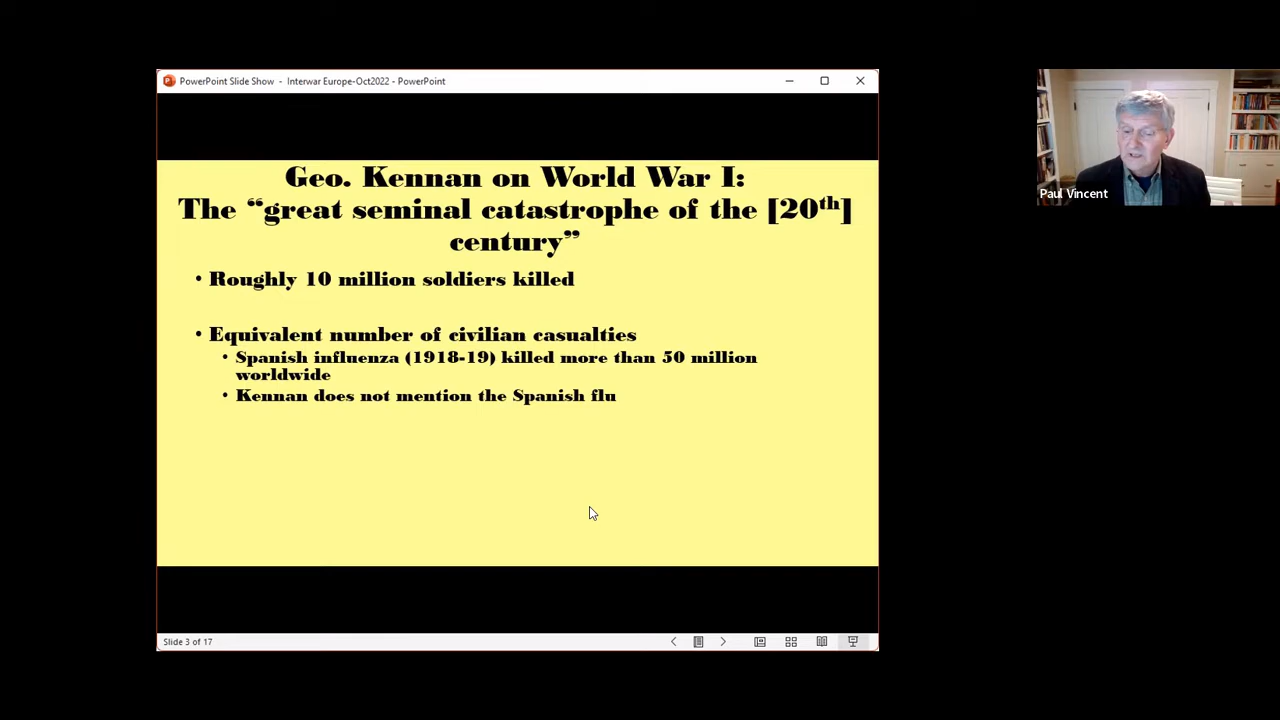 PowerPoint Slide Show - Interwar Europe-Oct2022 - PowerPoint
Geo. Kennan on World War I:
The “great seminal catastrophe of the [20th]
century”
• Roughly 10 million soldiers killed
• Equivalent number of civilian casualties
• Spanish influenza (1918-19) killed more than 50 million
worldwide
• Kennan does not mention the Spanish flu
Slide 3 of 17
Paul Vincent